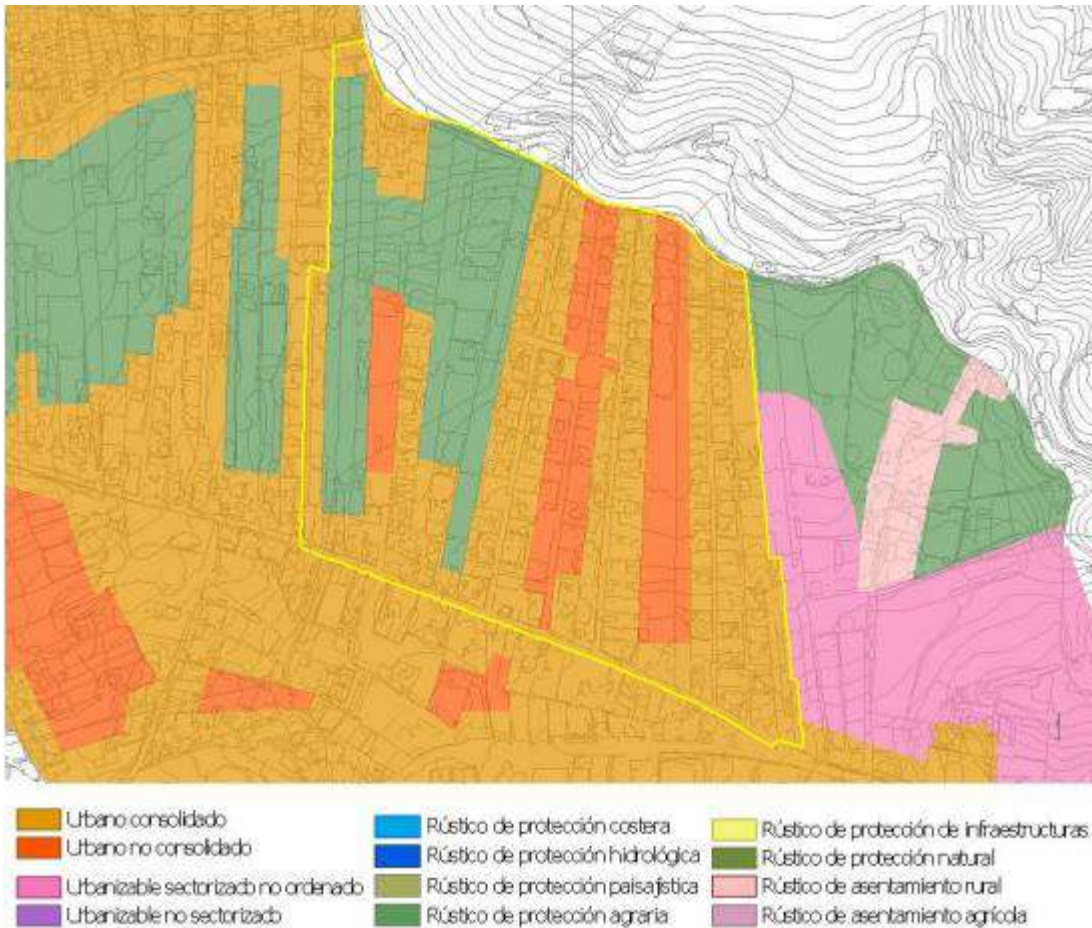 Urbano consolidado
Urbano no consolidado
Urbanizable sectorizado no ordenado
Urbanizable no sectorizado
Rústico de protección costera
Rústico de protección hidrológica
Rústico de protección paisajística
Rústico de protección agraria
Rústico de protección de infraestructuras
Rústico de protección natural
Rústico de asentamiento rural
Rústico de asentamiento agrícola